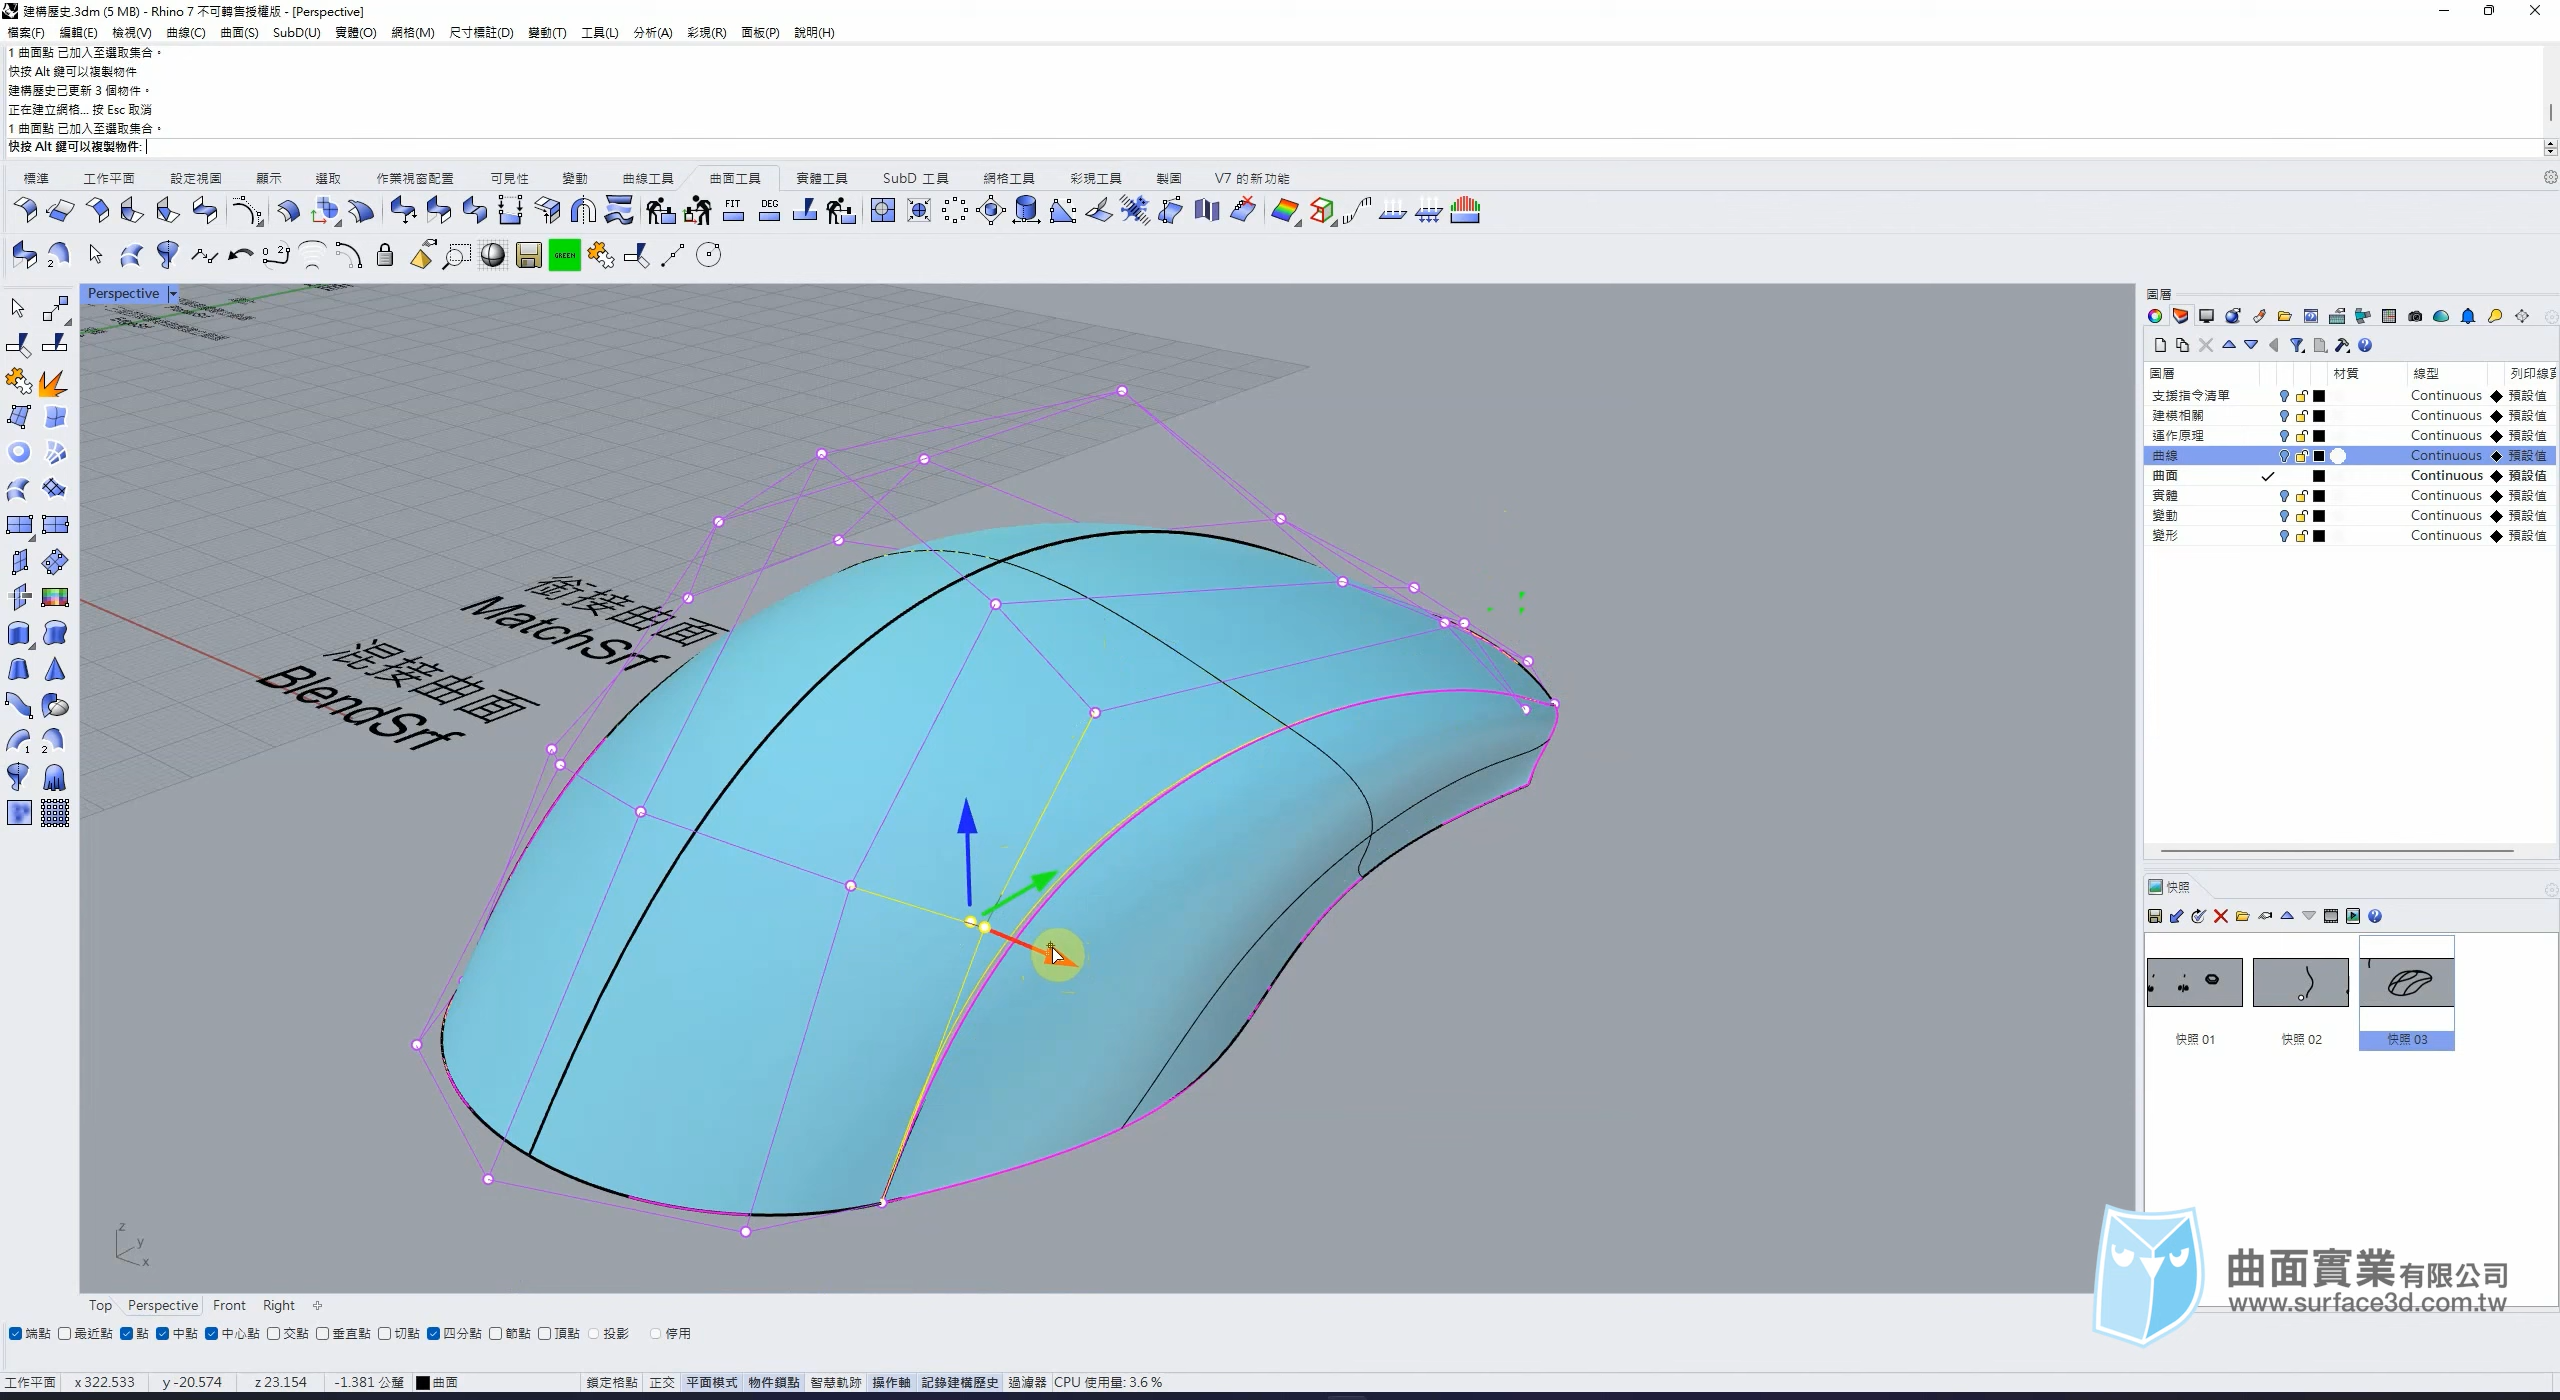 建構歷史.3dm (5 MB) - Rhino 7 不可轉售授權版 - [Perspective]
檔案(F) 編輯(E) 檢視(V) 曲線(C) 曲面(S) SubD(U) 實體(O) 網格(M) 尺寸標註(D) 變動(T) 工具(L) 分析(A) 彩現(R) 面板(P) 說明(H)
1 曲面點 已加入至選取集合。
快按 Alt 鍵可以複製物件
建構歷史已更新 3 個物件。
正在建立網格... 按 Esc 取消
1 曲面點 已加入至選取集合。
快按 Alt 鍵可以複製物件:
標準 工作平面 設定視圖 顯示 選取 作業視窗配置 可見性 變動 曲線工具 曲面工具 實體工具 SubD 工具 網格工具 彩現工具 製圖 V7 的新功能
FIT DEG
GREEN
Perspective
銜接曲面
MatchSrf
混接曲面
BlendSrf
圖層
圖層 材質 線型 列印線寬
支援指令清單 Continuous 預設值
建模相關 Continuous 預設值
運作原理 Continuous 預設值
曲線 Continuous 預設值
曲面 Continuous 預設值
實體 Continuous 預設值
變動 Continuous 預設值
變形 Continuous 預設值
快照
快照 01 快照 02 快照 03
z
y
x
曲面實業有限公司
www.surface3d.com.tw
Top Perspective Front Right
端點 最近點 點 中點 中心點 交點 垂直點 切點 四分點 節點 頂點 投影 停用
工作平面 x 322.533 y -20.574 z 23.154 -1.381 公釐 曲面 鎖定格點 正交 平面模式 物件鎖點 智慧軌跡 操作軸 記錄建構歷史 過濾器 CPU 使用量: 3.6 %